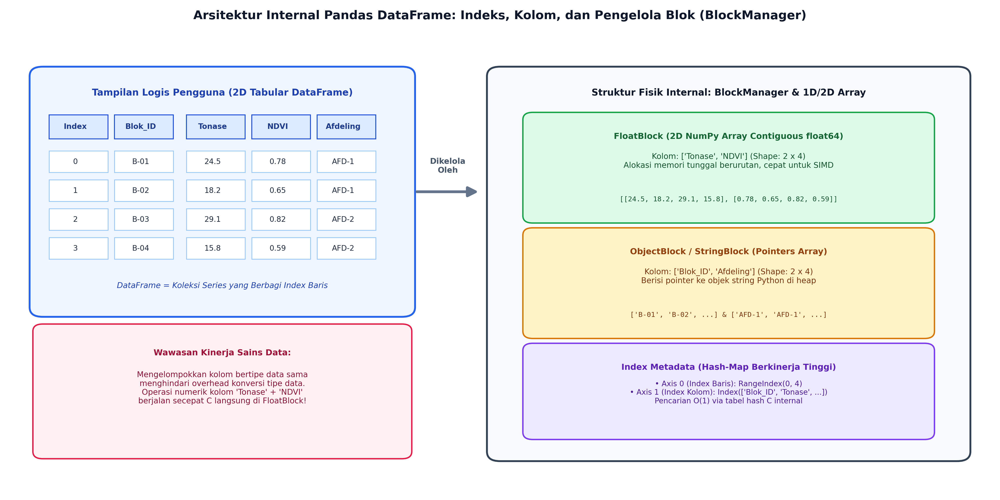 Arsitektur Internal Pandas DataFrame: Indeks, Kolom, dan Pengelola Blok (BlockManager)
Tampilan Logis Pengguna (2D Tabular DataFrame)
Index Blok_ID Tonase NDVI Afdeling
0 B-01 24.5 0.78 AFD-1
1 B-02 18.2 0.65 AFD-1
2 B-03 29.1 0.82 AFD-2
3 B-04 15.8 0.59 AFD-2
DataFrame = Koleksi Series yang Berbagi Index Baris
Wawasan Kinerja Sains Data:
Mengelompokkan kolom bertipe data sama
menghindari overhead konversi tipe data.
Operasi numerik kolom 'Tonase' + 'NDVI'
berjalan secepat C langsung di FloatBlock!
Dikelola
Oleh
Struktur Fisik Internal: BlockManager & 1D/2D Array
FloatBlock (2D NumPy Array Contiguous float64)
Kolom: ['Tonase', 'NDVI'] (Shape: 2 x 4)
Alokasi memori tunggal berurutan, cepat untuk SIMD
[[24.5, 18.2, 29.1, 15.8], [0.78, 0.65, 0.82, 0.59]]
ObjectBlock / StringBlock (Pointers Array)
Kolom: ['Blok_ID', 'Afdeling'] (Shape: 2 x 4)
Berisi pointer ke objek string Python di heap
['B-01', 'B-02', ...] & ['AFD-1', 'AFD-1', ...]
Index Metadata (Hash-Map Berkinerja Tinggi)
• Axis 0 (Index Baris): RangeIndex(0, 4)
• Axis 1 (Index Kolom): Index(['Blok_ID', 'Tonase', ...])
Pencarian O(1) via tabel hash C internal